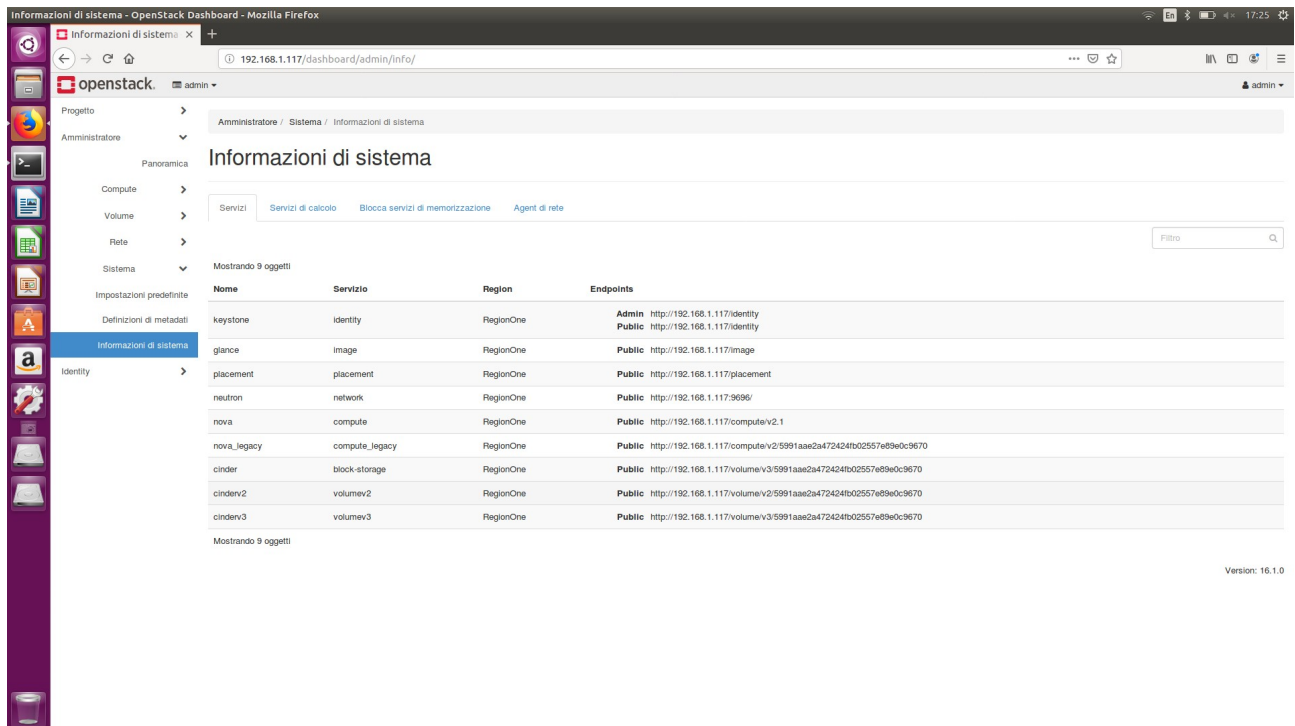 Informazioni di sistema - OpenStack Dashboard - Mozilla Firefox
En 17:25
Informazioni di sistema × +
192.168.1.117/dashboard/admin/info/
openstack. admin admin
Progetto
Amministratore
Panoramica
Compute
Volume
Rete
Sistema
Impostazioni predefinite
Definizioni di metadati
Informazioni di sistema
Identity
Amministratore / Sistema / Informazioni di sistema
Informazioni di sistema
Servizi Servizi di calcolo Blocca servizi di memorizzazione Agent di rete
Filtro
Mostrando 9 oggetti
Nome Servizio Region Endpoints
keystone identity RegionOne Admin http://192.168.1.117/identity
Public http://192.168.1.117/identity
glance image RegionOne Public http://192.168.1.117/image
placement placement RegionOne Public http://192.168.1.117/placement
neutron network RegionOne Public http://192.168.1.117:9696/
nova compute RegionOne Public http://192.168.1.117/compute/v2.1
nova_legacy compute_legacy RegionOne Public http://192.168.1.117/compute/v2/5991aae2a472424fb02557e89e0c9670
cinder block-storage RegionOne Public http://192.168.1.117/volume/v3/5991aae2a472424fb02557e89e0c9670
cinderv2 volumev2 RegionOne Public http://192.168.1.117/volume/v2/5991aae2a472424fb02557e89e0c9670
cinderv3 volumev3 RegionOne Public http://192.168.1.117/volume/v3/5991aae2a472424fb02557e89e0c9670
Mostrando 9 oggetti
Version: 16.1.0